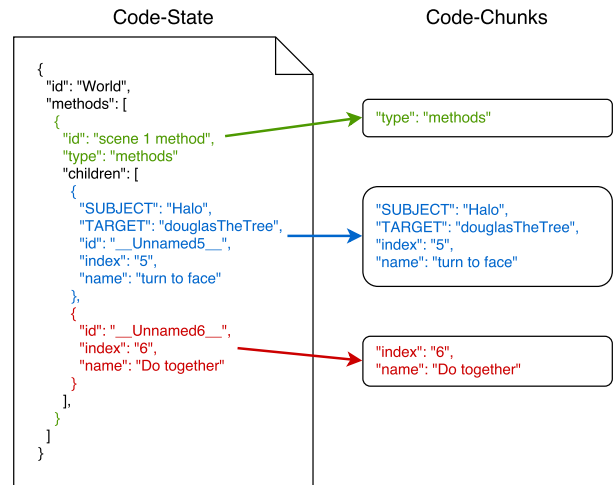 Code-State
Code-Chunks
{
"id": "World",
"methods": [
{
"id": "scene 1 method",
"type": "methods"
"children": [
{
"SUBJECT": "Halo",
"TARGET": "douglasTheTree",
"id": "__Unnamed5__",
"index": "5",
"name": "turn to face"
},
{
"id": "__Unnamed6__",
"index": "6",
"name": "Do together"
}
],
}
]
}
"type": "methods"
"SUBJECT": "Halo",
"TARGET": "douglasTheTree",
"index": "5",
"name": "turn to face"
"index": "6",
"name": "Do together"